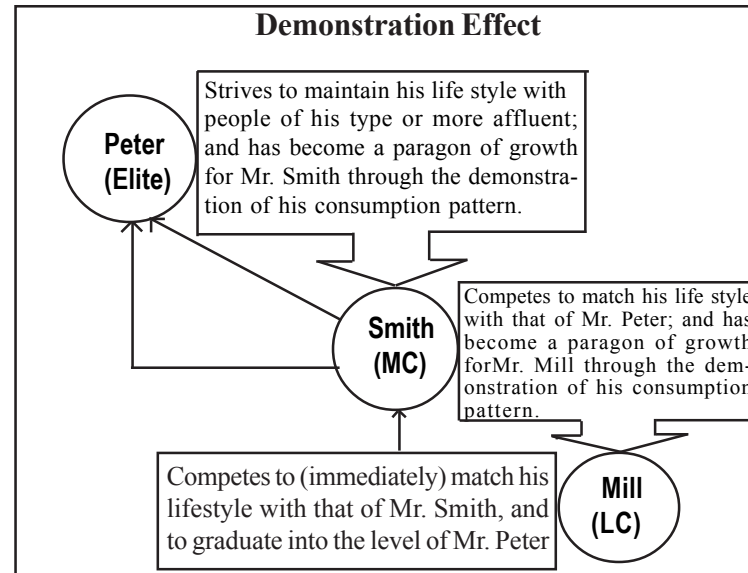 Demonstration Effect
Peter
(Elite)
Strives to maintain his life style with
people of his type or more affluent;
and has become a paragon of growth
for Mr. Smith through the demonstra-
tion of his consumption pattern.
Smith
(MC)
Competes to match his life style
with that of Mr. Peter; and has
become a paragon of growth
forMr. Mill through the dem-
onstration of his consumption
pattern.
Competes to (immediately) match his
lifestyle with that of Mr. Smith, and
to graduate into the level of Mr. Peter
Mill
(LC)